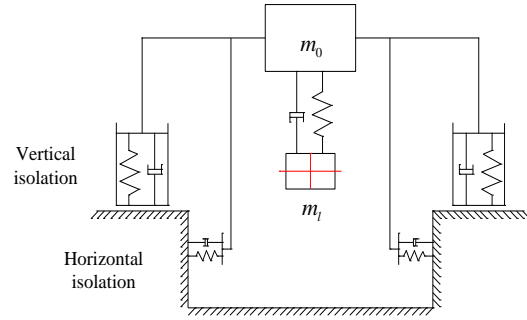 m₀
Vertical
isolation
mₗ
Horizontal
isolation